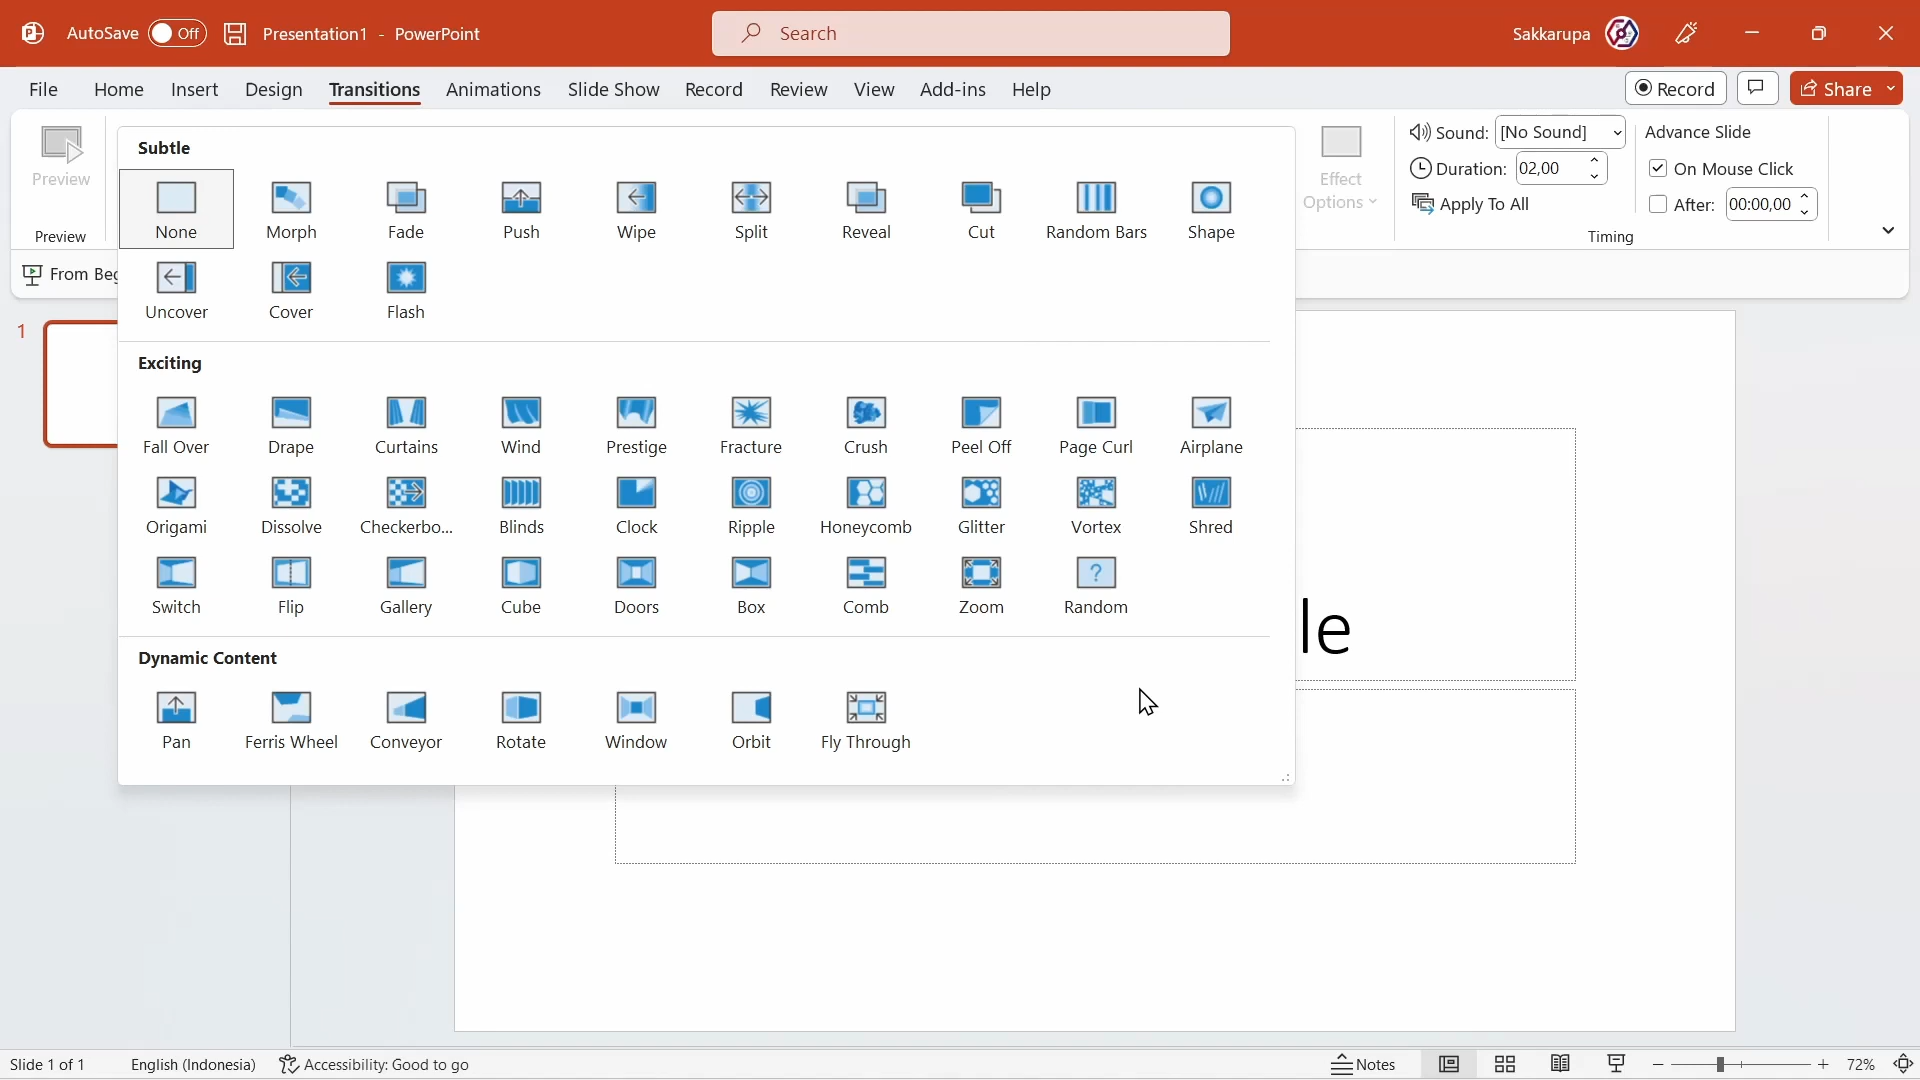 AutoSave Off Presentation1 - PowerPoint Search Sakkarupa
File Home Insert Design Transitions Animations Slide Show Record Review View Add-ins Help Record Share
Preview
Preview
From Beg
Subtle
None Morph Fade Push Wipe Split Reveal Cut Random Bars Shape
Uncover Cover Flash
Exciting
Fall Over Drape Curtains Wind Prestige Fracture Crush Peel Off Page Curl Airplane
Origami Dissolve Checkerbo... Blinds Clock Ripple Honeycomb Glitter Vortex Shred
Switch Flip Gallery Cube Doors Box Comb Zoom Random
Dynamic Content
Pan Ferris Wheel Conveyor Rotate Window Orbit Fly Through
Effect
Options
Sound: [No Sound]
Duration: 02,00
Apply To All
Advance Slide
On Mouse Click
After: 00:00,00
Timing
1
le
Slide 1 of 1 English (Indonesia) Accessibility: Good to go Notes 72%